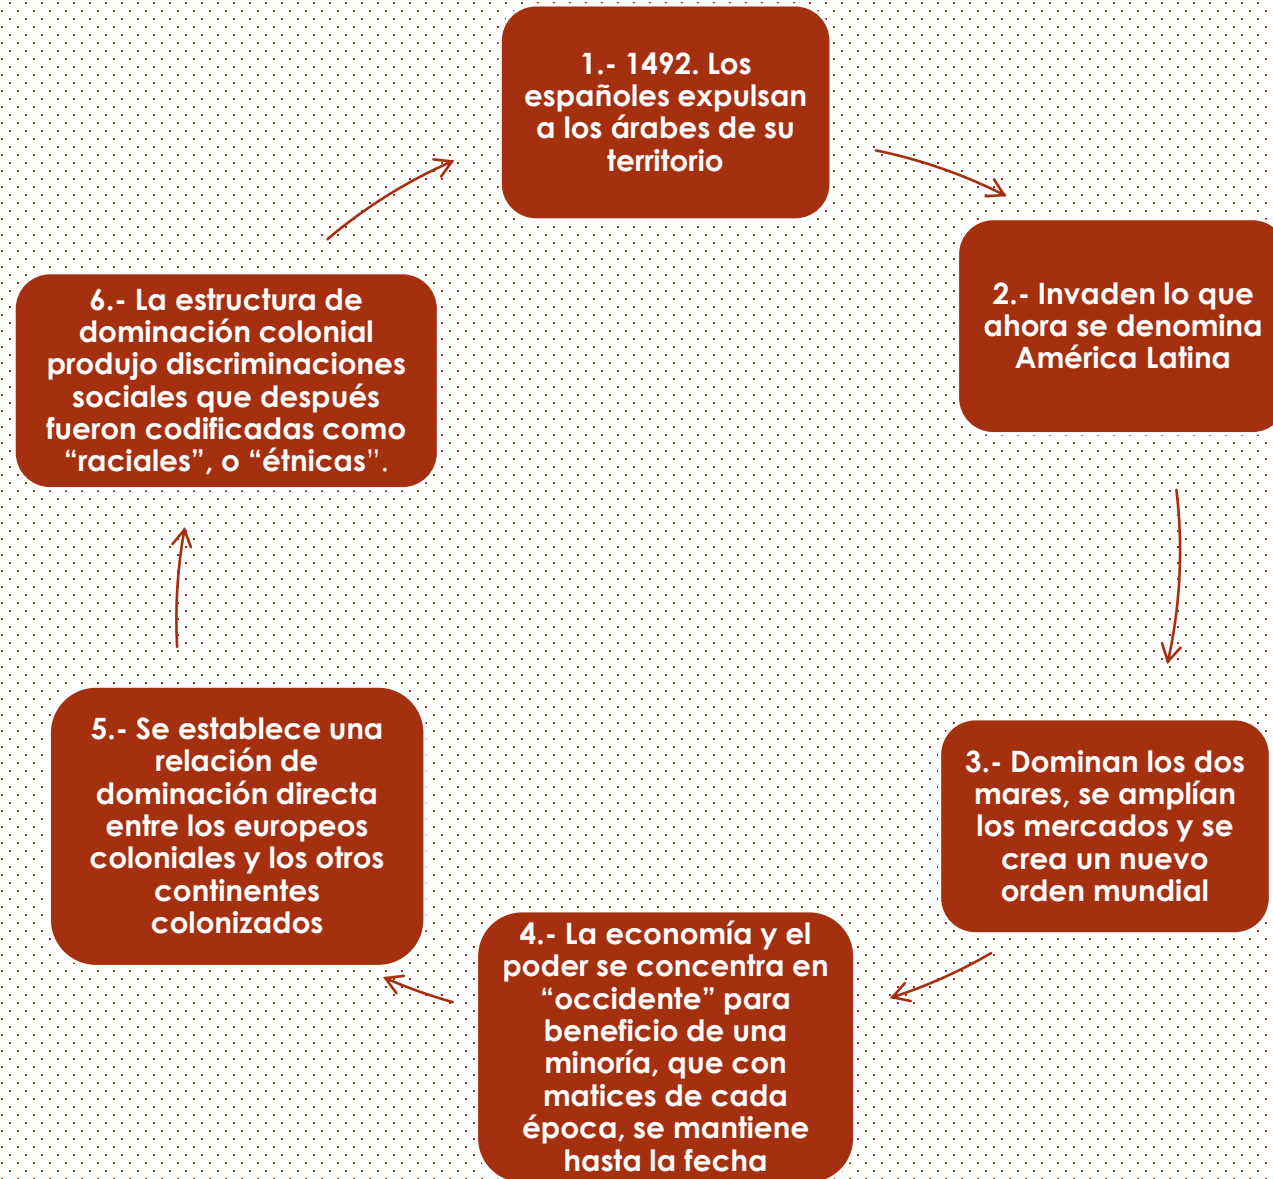 1.- 1492. Los
españoles expulsan
a los árabes de su
territorio
2.- Invaden lo que
ahora se denomina
América Latina
3.- Dominan los dos
mares, se amplían
los mercados y se
crea un nuevo
orden mundial
4.- La economía y el
poder se concentra en
“occidente” para
beneficio de una
minoría, que con
matices de cada
época, se mantiene
hasta la fecha
5.- Se establece una
relación de
dominación directa
entre los europeos
coloniales y los otros
continentes
colonizados
6.- La estructura de
dominación colonial
produjo discriminaciones
sociales que después
fueron codificadas como
“raciales”, o “étnicas”.